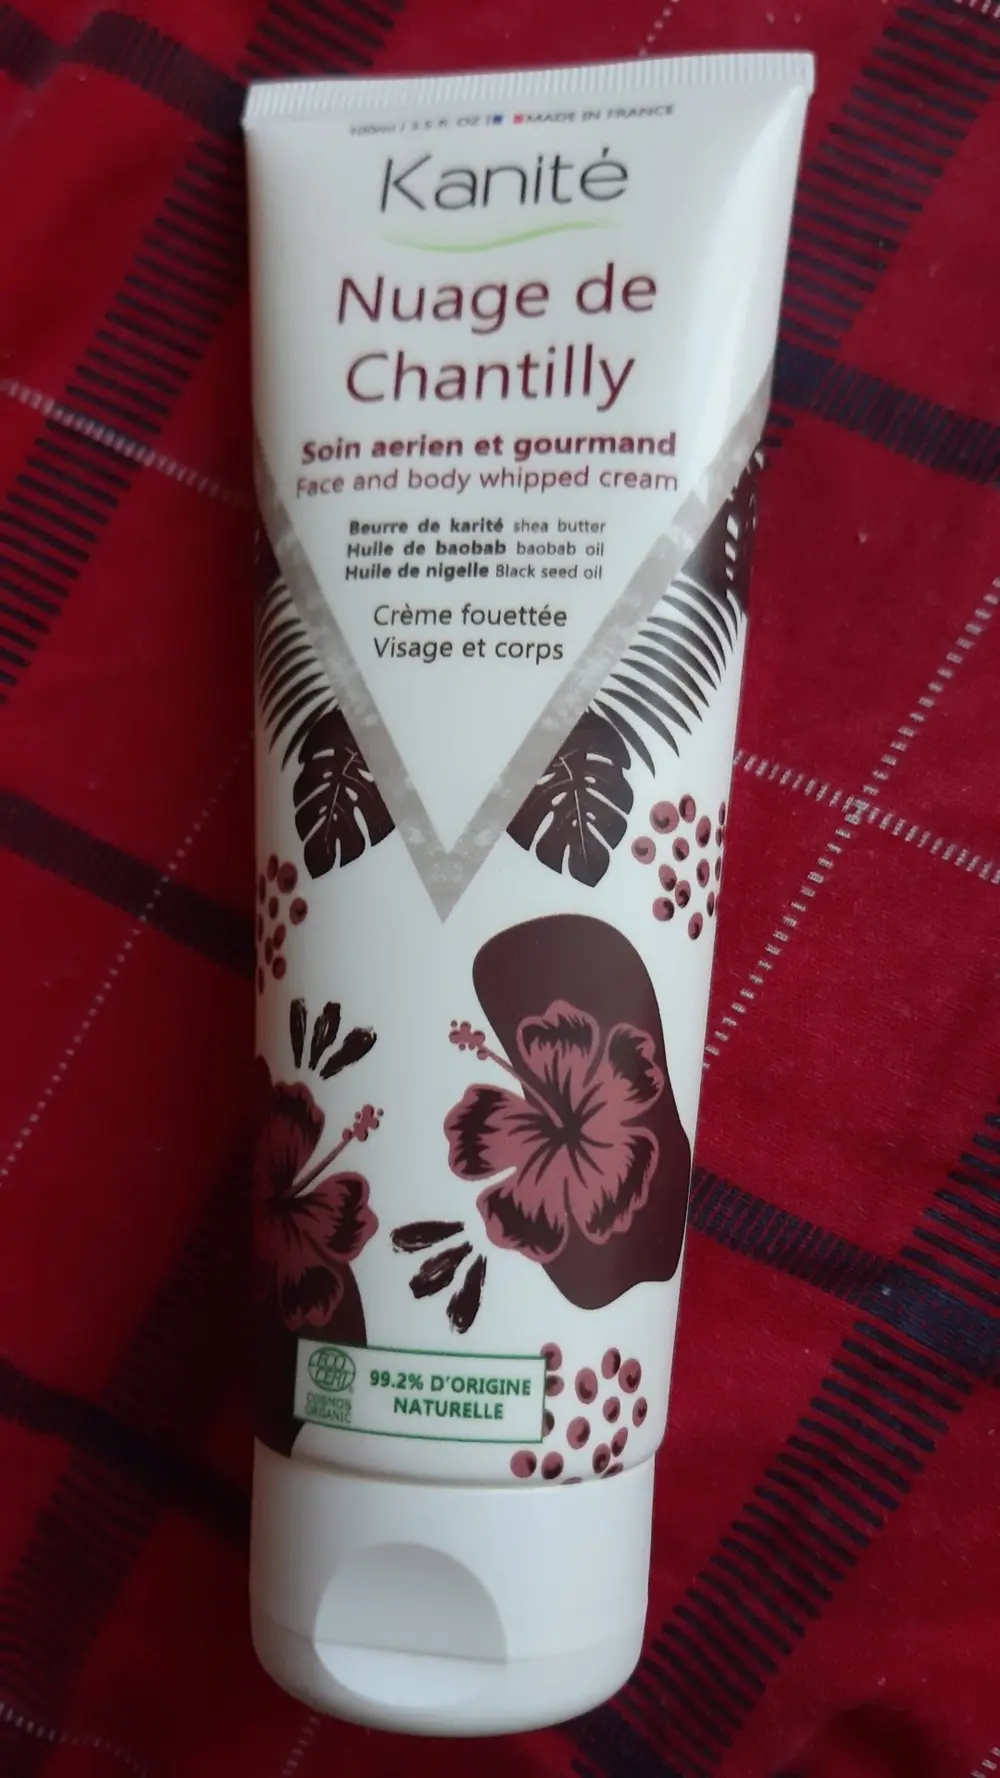 100ml / 3.5 fl OZ MADE IN FRANCE
Kanité
Nuage de
Chantilly
Soin aerien et gourmand
Face and body whipped cream
Beurre de karité shea butter
Huile de baobab baobab oil
Huile de nigelle Black seed oil
Crème fouettée
Visage et corps
ECO
CERT
COSMOS
ORGANIC
99.2% D'ORIGINE
NATURELLE